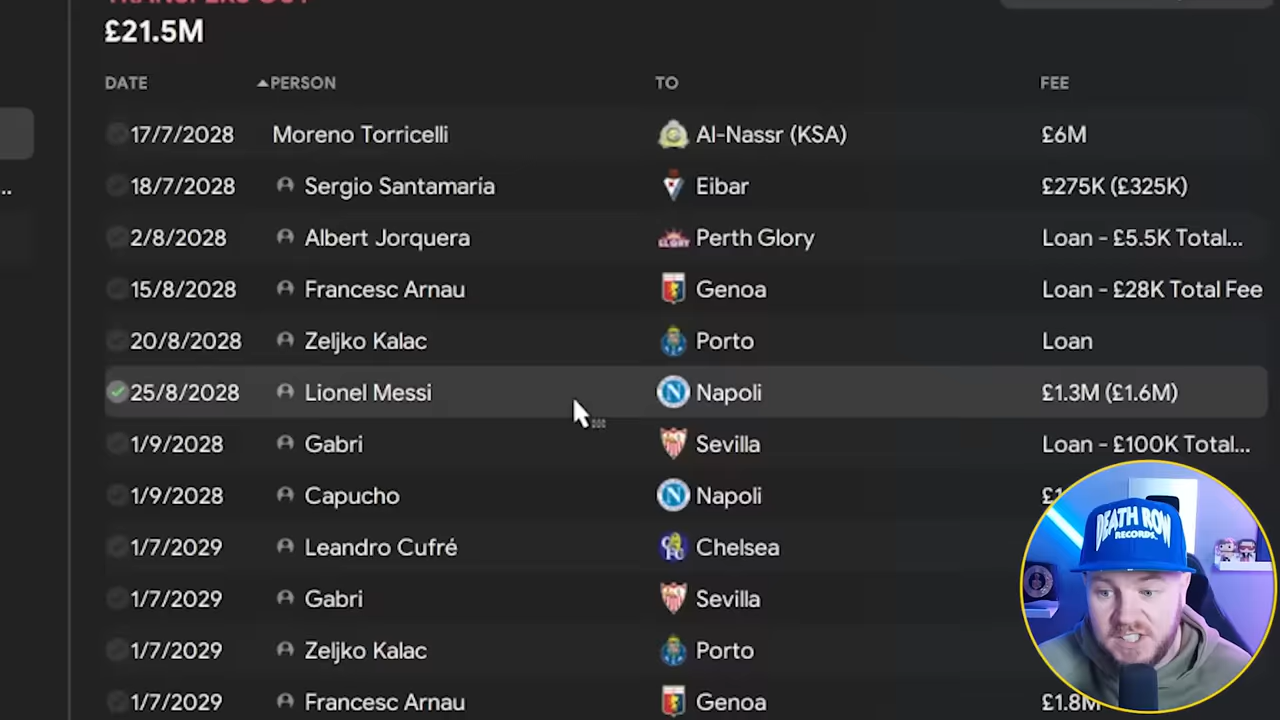 £21.5M
DATE PERSON TO FEE
17/7/2028 Moreno Torricelli Al-Nassr (KSA) £6M
18/7/2028 Sergio Santamaria Eibar £275K (£325K)
2/8/2028 Albert Jorquera GLORY Perth Glory Loan - £5.5K Total...
15/8/2028 Francesc Arnau Genoa Loan - £28K Total Fee
20/8/2028 Zeljko Kalac Porto Loan
25/8/2028 Lionel Messi N Napoli £1.3M (£1.6M)
1/9/2028 Gabri Sevilla Loan - £100K Total...
1/9/2028 Capucho N Napoli
1/7/2029 Leandro Cufré Chelsea
1/7/2029 Gabri Sevilla
1/7/2029 Zeljko Kalac Porto
1/7/2029 Francesc Arnau Genoa £1.8M
DEATH ROW
RECORDS